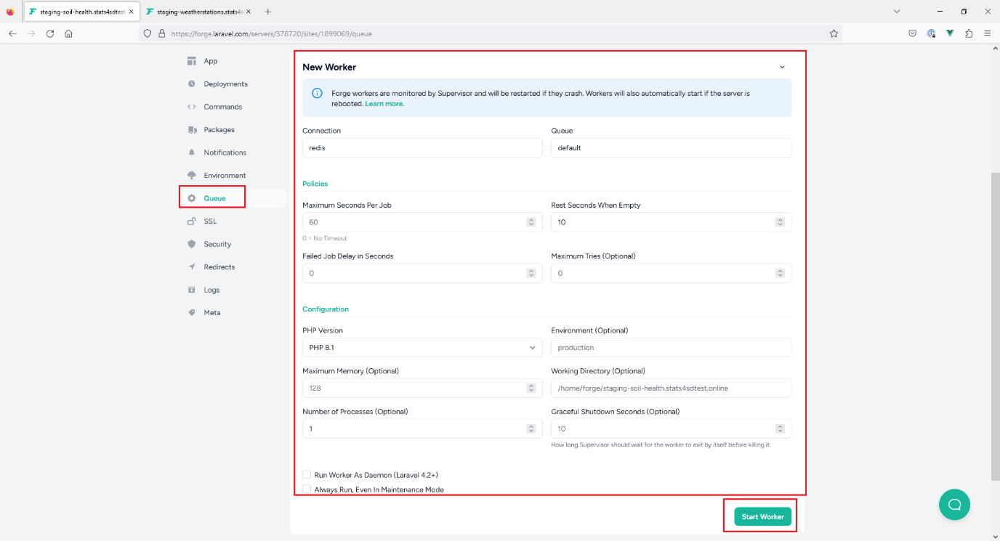 staging-soil-health.stats4sdtest.
staging-weatherstations.stats4s
https://forge.laravel.com/servers/378720/sites/1899069/queue
App
Deployments
Commands
Packages
Notifications
Environment
Queue
SSL
Security
Redirects
Logs
Meta
New Worker
Forge workers are monitored by Supervisor and will be restarted if they crash. Workers will also automatically start if the server is
rebooted. Learn more.
Connection Queue
redis default
Policies
Maximum Seconds Per Job Rest Seconds When Empty
60 10
0 = No Timeout
Failed Job Delay in Seconds Maximum Tries (Optional)
0 0
Configuration
PHP Version Environment (Optional)
PHP 8.1 production
Maximum Memory (Optional) Working Directory (Optional)
128 /home/forge/staging-soil-health.stats4sdtest.online
Number of Processes (Optional) Graceful Shutdown Seconds (Optional)
1 10
How long Supervisor should wait for the worker to exit by itself before killing it.
Run Worker As Daemon (Laravel 4.2+)
Always Run, Even In Maintenance Mode
Start Worker